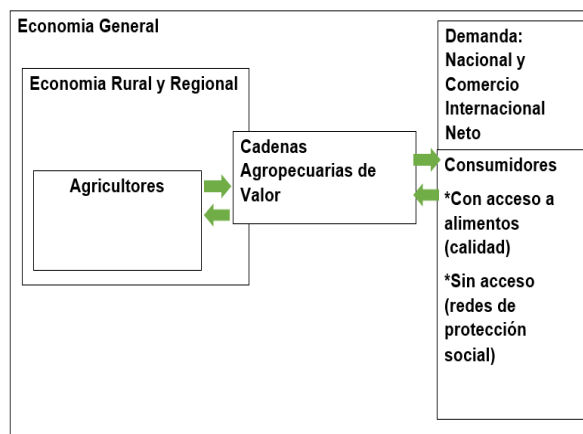 Economia General
Economia Rural y Regional
Agricultores
Cadenas
Agropecuarias de
Valor
Demanda:
Nacional y
Comercio
Internacional
Neto
Consumidores
*Con acceso a
alimentos
(calidad)
*Sin acceso
(redes de
protección
social)